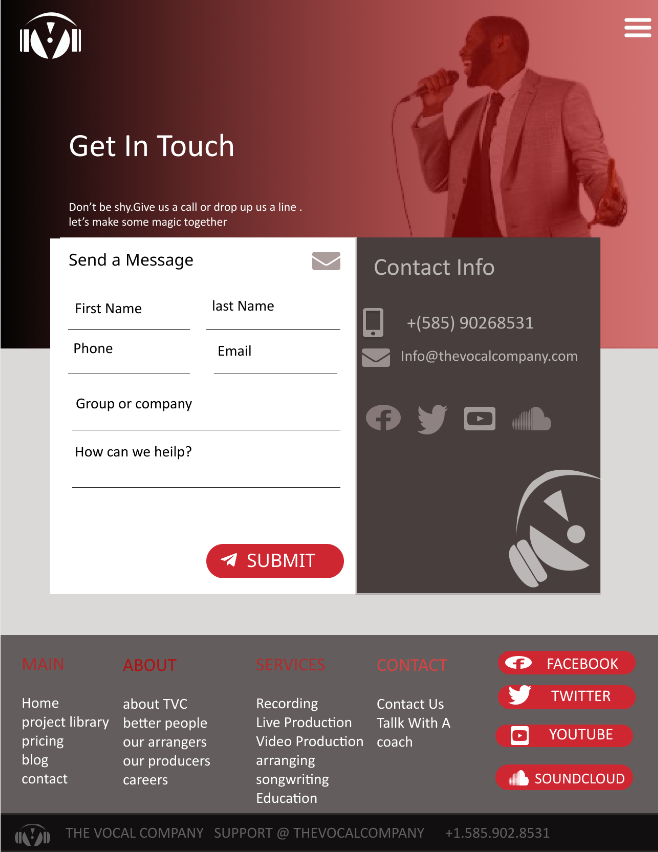 Get In Touch
Don't be shy.Give us a call or drop up us a line .
let's make some magic together
Send a Message
First Name
last Name
Phone
Email
Group or company
How can we heilp?
SUBMIT
Contact Info
+(585) 90268531
Info@thevocalcompany.com
MAIN
Home
project library
pricing
blog
contact
ABOUT
about TVC
better people
our arrangers
our producers
careers
SERVICES
Recording
Live Production
Video Production
arranging
songwriting
Education
CONTACT
Contact Us
Tallk With A
coach
FACEBOOK
TWITTER
YOUTUBE
SOUNDCLOUD
THE VOCAL COMPANY SUPPORT @ THEVOCALCOMPANY +1.585.902.8531